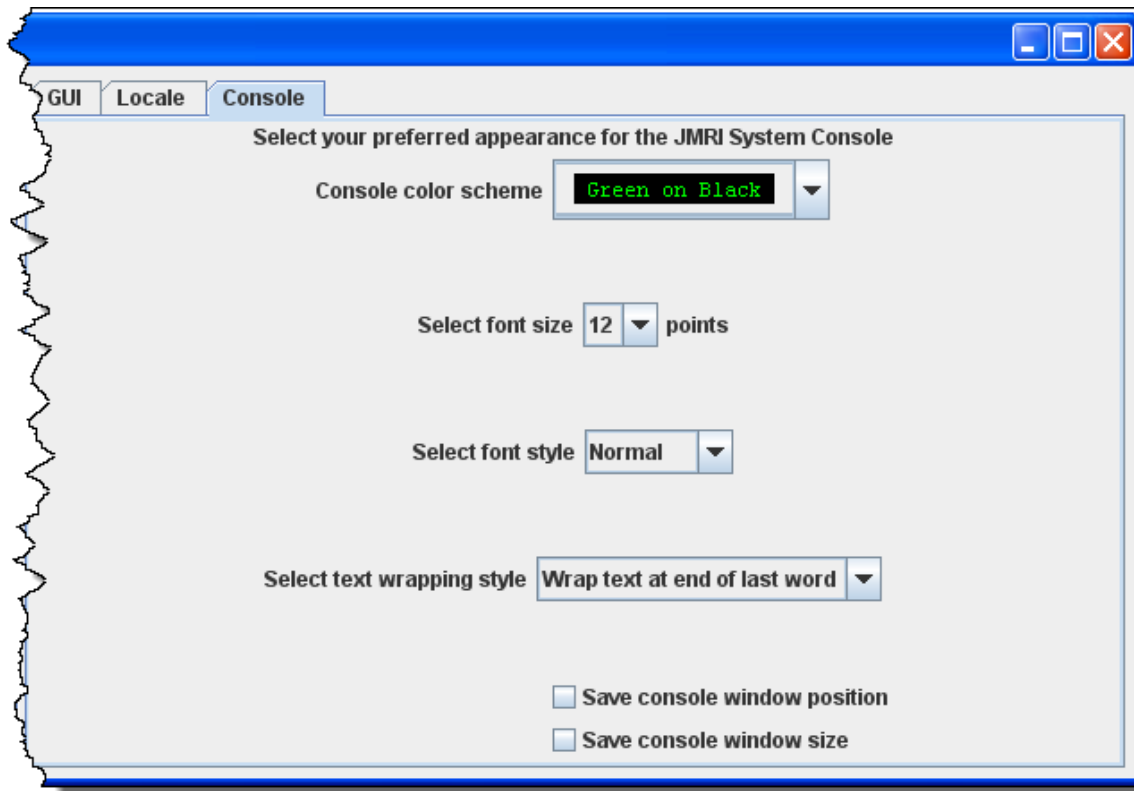 GUI Locale Console
Select your preferred appearance for the JMRI System Console
Console color scheme Green on Black
Select font size 12 points
Select font style Normal
Select text wrapping style Wrap text at end of last word
Save console window position
Save console window size